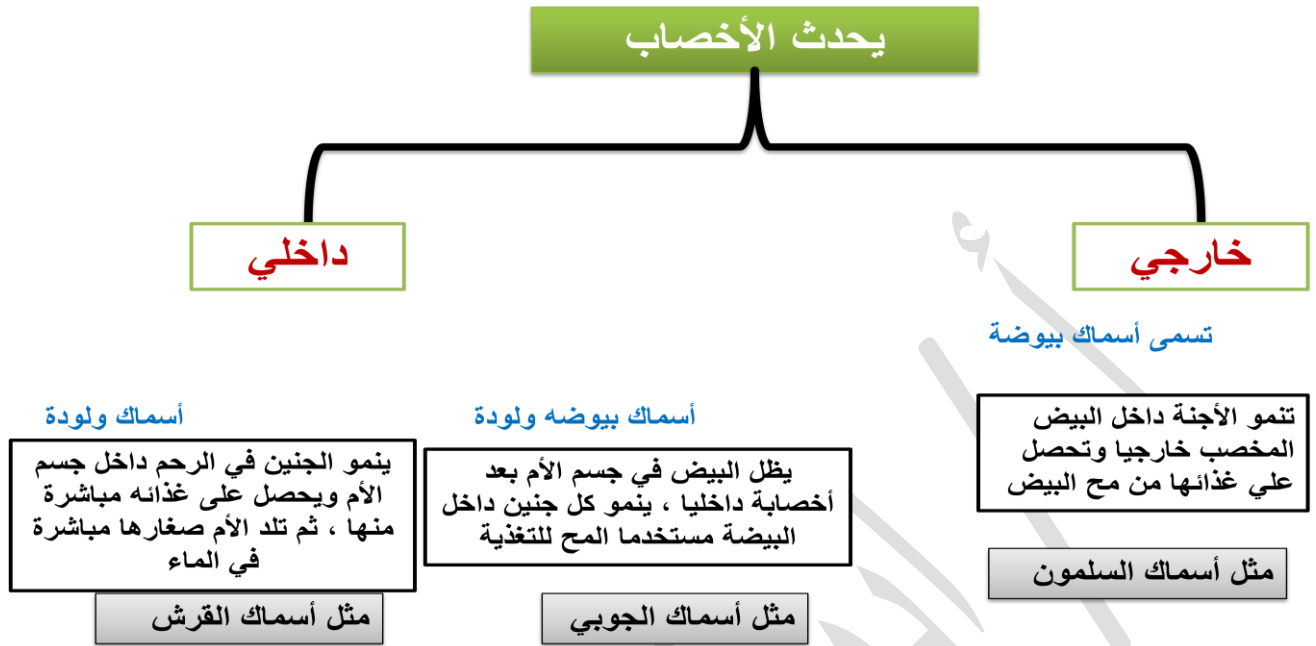 يحدث الأخصاب
خارجي
تسمى أسماك بيوضة
تنمو الأجنة داخل البيض
المخصب خارجيا وتحصل
علي غذائها من مح البيض
مثل أسماك السلمون
داخلي
أسماك بيوضه ولودة
يظل البيض في جسم الأم بعد
أخصابة داخليا ، ينمو كل جنين داخل
البيضة مستخدما المح للتغذية
مثل أسماك الجوبي
أسماك ولودة
ينمو الجنين في الرحم داخل جسم
الأم ويحصل على غذائه مباشرة
منها ، ثم تلد الأم صغارها مباشرة
في الماء
مثل أسماك القرش